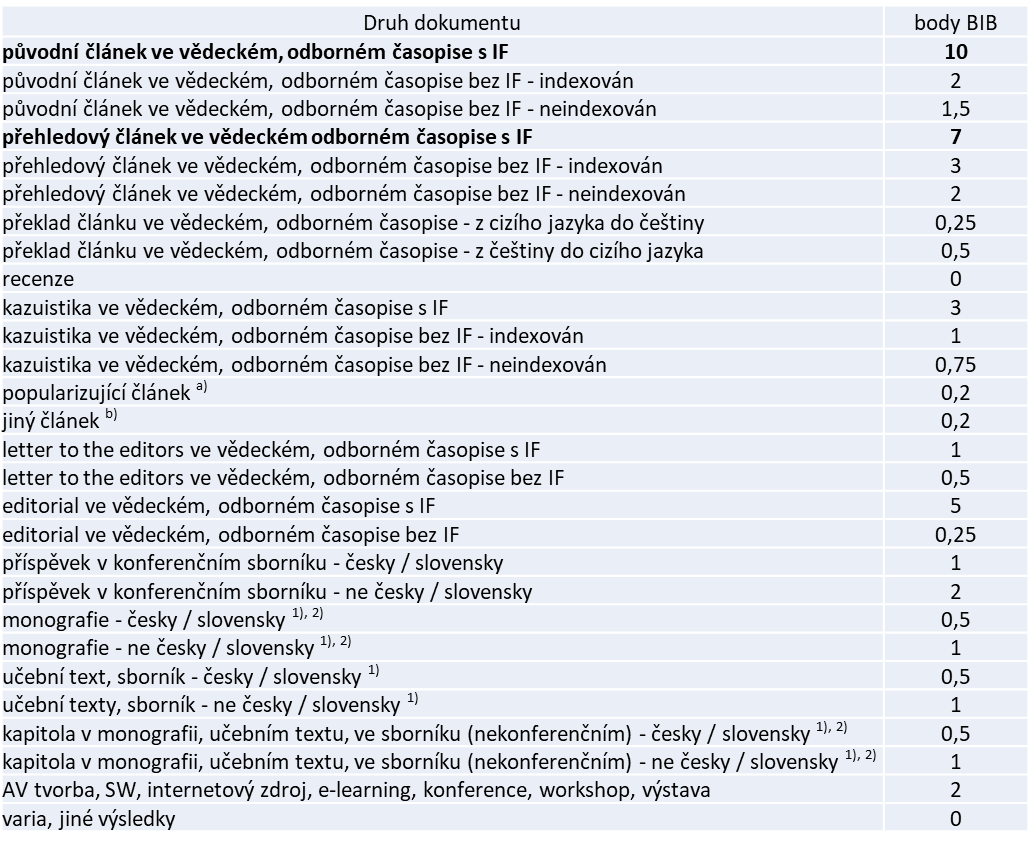 Druh dokumentu body BIB
původní článek ve vědeckém, odborném časopise s IF 10
původní článek ve vědeckém, odborném časopise bez IF - indexován 2
původní článek ve vědeckém, odborném časopise bez IF - neindexován 1,5
přehledový článek ve vědeckém odborném časopise s IF 7
přehledový článek ve vědeckém, odborném časopise bez IF - indexován 3
přehledový článek ve vědeckém, odborném časopise bez IF - neindexován 2
překlad článku ve vědeckém, odborném časopise - z cizího jazyka do češtiny 0,25
překlad článku ve vědeckém, odborném časopise - z češtiny do cizího jazyka 0,5
recenze 0
kazuistika ve vědeckém, odborném časopise s IF 3
kazuistika ve vědeckém, odborném časopise bez IF - indexován 1
kazuistika ve vědeckém, odborném časopise bez IF - neindexován 0,75
popularizující článek a) 0,2
jiný článek b) 0,2
letter to the editors ve vědeckém, odborném časopise s IF 1
letter to the editors ve vědeckém, odborném časopise bez IF 0,5
editorial ve vědeckém, odborném časopise s IF 5
editorial ve vědeckém, odborném časopise bez IF 0,25
příspěvek v konferenčním sborníku - česky / slovensky 1
příspěvek v konferenčním sborníku - ne česky / slovensky 2
monografie - česky / slovensky 1), 2) 0,5
monografie - ne česky / slovensky 1), 2) 1
učební text, sborník - česky / slovensky 1) 0,5
učební texty, sborník - ne česky / slovensky 1) 1
kapitola v monografii, učebním textu, ve sborníku (nekonferenčním) - česky / slovensky 1), 2) 0,5
kapitola v monografii, učebním textu, ve sborníku (nekonferenčním) - ne česky / slovensky 1), 2) 1
AV tvorba, SW, internetový zdroj, e-learning, konference, workshop, výstava 2
varia, jiné výsledky 0